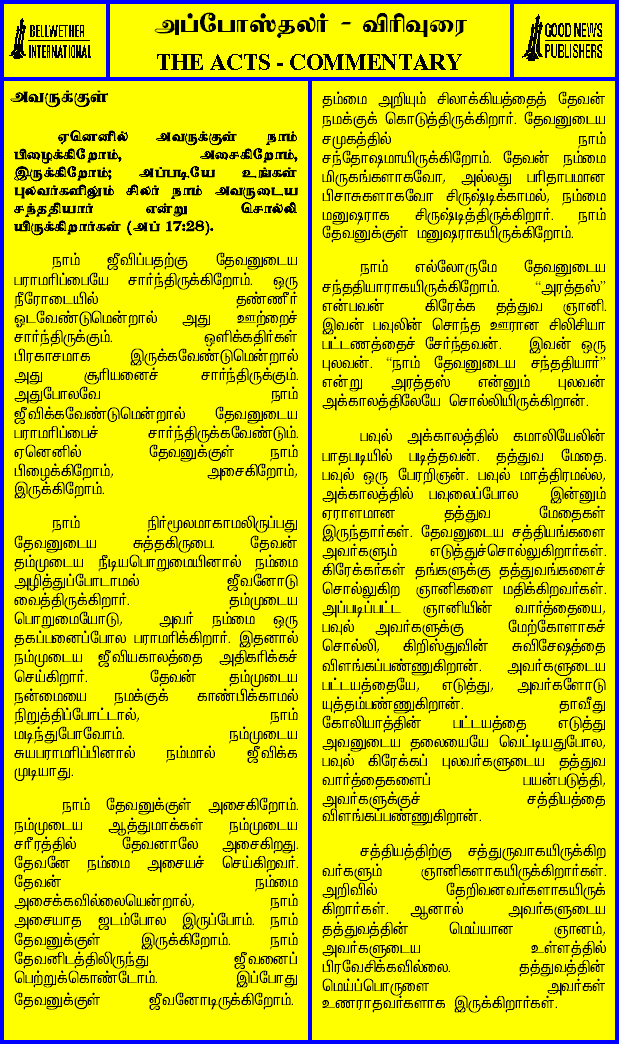 BELLWETHER
INTERNATIONAL
அப்போஸ்தலர் - விரிவுரை
THE ACTS - COMMENTARY
GOOD NEWS
PUBLISHERS
அவருக்குள்
ஏனெனில் அவருக்குள் நாம்
பிழைக்கிறோம், அசைகிறோம்,
இருக்கிறோம்; அப்படியே உங்கள்
புலவர்களிலும் சிலர் நாம் அவருடைய
சந்ததியார் என்று சொல்லி
யிருக்கிறார்கள் (அப் 17:28).
நாம் ஜீவிப்பதற்கு தேவனுடைய
பராமரிப்பையே சார்ந்திருக்கிறோம். ஒரு
நீரோடையில் தண்ணீர்
ஓடவேண்டுமென்றால் அது ஊற்றைச்
சார்ந்திருக்கும். ஒளிக்கதிர்கள்
பிரகாசமாக இருக்கவேண்டுமென்றால்
அது சூரியனைச் சார்ந்திருக்கும்.
அதுபோலவே நாம்
ஜீவிக்கவேண்டுமென்றால் தேவனுடைய
பராமரிப்பைச் சார்ந்திருக்கவேண்டும்.
ஏனெனில் தேவனுக்குள் நாம்
பிழைக்கிறோம், அசைகிறோம்,
இருக்கிறோம்.
நாம் நிர்மூலமாகாமலிருப்பது
தேவனுடைய சுத்தகிருபை. தேவன்
தம்முடைய நீடியபொறுமையினால் நம்மை
அழித்துப்போடாமல் ஜீவனோடு
வைத்திருக்கிறார். தம்முடைய
பொறுமையோடு, அவர் நம்மை ஒரு
தகப்பனைப்போல பராமரிக்கிறார். இதனால்
நம்முடைய ஜீவியகாலத்தை அதிகரிக்கச்
செய்கிறார். தேவன் தம்முடைய
நன்மையை நமக்குக் காண்பிக்காமல்
நிறுத்திப்போட்டால், நாம்
மடிந்துபோவோம். நம்முடைய
சுயபராமரிப்பினால் நம்மால் ஜீவிக்க
முடியாது.
நாம் தேவனுக்குள் அசைகிறோம்.
நம்முடைய ஆத்துமாக்கள் நம்முடைய
சரீரத்தில் தேவனாலே அசைகிறது.
தேவனே நம்மை அசையச் செய்கிறவர்.
தேவன் நம்மை
அசைக்கவில்லையென்றால், நாம்
அசையாத ஜடம்போல இருப்போம். நாம்
தேவனுக்குள் இருக்கிறோம். நாம்
தேவனிடத்திலிருந்து ஜீவனைப்
பெற்றுக்கொண்டோம். இப்போது
தேவனுக்குள் ஜீவனோடிருக்கிறோம்.
தம்மை அறியும் சிலாக்கியத்தைத் தேவன்
நமக்குக் கொடுத்திருக்கிறார். தேவனுடைய
சமுகத்தில் நாம்
சந்தோஷமாயிருக்கிறோம். தேவன் நம்மை
மிருகங்களாகவோ, அல்லது பரிதாபமான
பிசாசுகளாகவோ சிருஷ்டிக்காமல், நம்மை
மனுஷராக சிருஷ்டித்திருக்கிறார். நாம்
தேவனுக்குள் மனுஷராகயிருக்கிறோம்.
நாம் எல்லோருமே தேவனுடைய
சந்ததியாராகயிருக்கிறோம். “அரத்தஸ்”
என்பவன் கிரேக்க தத்துவ ஞானி.
இவன் பவுலின் சொந்த ஊரான சிலிசியா
பட்டணத்தைச் சேர்ந்தவன். இவன் ஒரு
புலவன். “நாம் தேவனுடைய சந்ததியார்”
என்று அரத்தஸ் என்னும் புலவன்
அக்காலத்திலேயே சொல்லியிருக்கிறான்.
பவுல் அக்காலத்தில் கமாலியேலின்
பாதபடியில் படித்தவன். தத்துவ மேதை.
பவுல் ஒரு பேரறிஞன். பவுல் மாத்திரமல்ல,
அக்காலத்தில் பவுலைப்போல இன்னும்
ஏராளமான தத்துவ மேதைகள்
இருந்தார்கள். தேவனுடைய சத்தியங்களை
அவர்களும் எடுத்துச்சொல்லுகிறார்கள்.
கிரேக்கர்கள் தங்களுக்கு தத்துவங்களைச்
சொல்லுகிற ஞானிகளை மதிக்கிறவர்கள்.
அப்படிப்பட்ட ஞானியின் வார்த்தையை,
பவுல் அவர்களுக்கு மேற்கோளாகச்
சொல்லி, கிறிஸ்துவின் சுவிசேஷத்தை
விளங்கப்பண்ணுகிறான். அவர்களுடைய
பட்டயத்தையே, எடுத்து, அவர்களோடு
யுத்தம்பண்ணுகிறான். தாவீது
கோலியாத்தின் பட்டயத்தை எடுத்து
அவனுடைய தலையையே வெட்டியதுபோல,
பவுல் கிரேக்கப் புலவர்களுடைய தத்துவ
வார்த்தைகளைப் பயன்படுத்தி,
அவர்களுக்குச் சத்தியத்தை
விளங்கப்பண்ணுகிறான்.
சத்தியத்திற்கு சத்துருவாகயிருக்கிற
வர்களும் ஞானிகளாகயிருக்கிறார்கள்.
அறிவில் தேறினவர்களாகயிருக்
கிறார்கள். ஆனால் அவர்களுடைய
தத்துவத்தின் மெய்யான ஞானம்,
அவர்களுடைய உள்ளத்தில்
பிரவேசிக்கவில்லை. தத்துவத்தின்
மெய்ப்பொருளை அவர்கள்
உணராதவர்களாக இருக்கிறார்கள்.